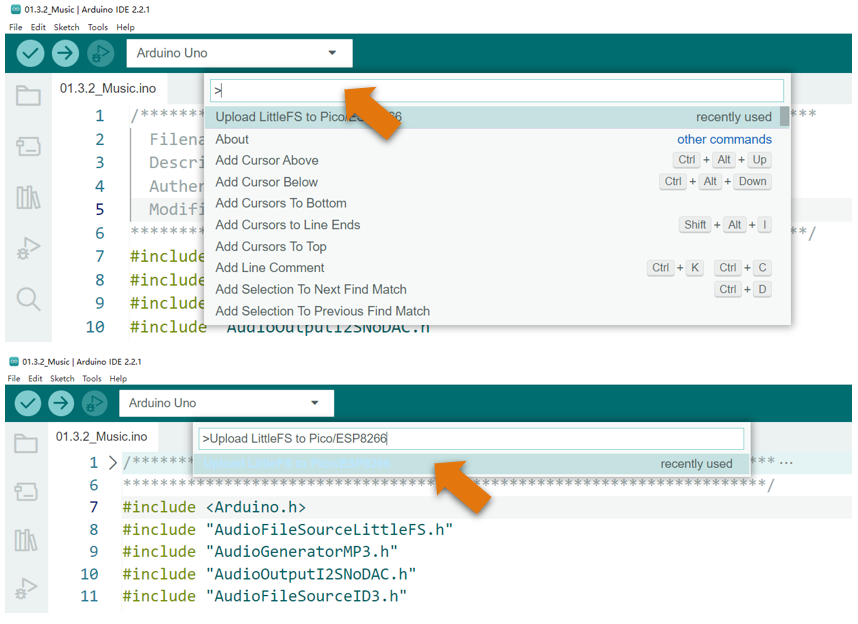 01.3.2_Music | Arduino IDE 2.2.1
File Edit Sketch Tools Help
Arduino Uno
01.3.2_Music.ino
>
Upload LittleFS to Pico/ESP8266 recently used
About other commands
Add Cursor Above Ctrl + Alt + Up
Add Cursor Below Ctrl + Alt + Down
Add Cursors To Bottom
Add Cursors to Line Ends Shift + Alt + I
Add Cursors To Top
Add Line Comment Ctrl + K Ctrl + C
Add Selection To Next Find Match Ctrl + D
Add Selection To Previous Find Match
1 /******* ***
2 Filena
3 Descri
4 Auther
5 Modifi
6 ******* **/
7 #include
8 #include
9 #include
10 #include "AudioOutputI2SNoDAC.h"
01.3.2_Music | Arduino IDE 2.2.1
File Edit Sketch Tools Help
Arduino Uno
01.3.2_Music.ino
>Upload LittleFS to Pico/ESP8266
recently used
1 /******* *** ...
6 ***********************************************************************/
7 #include <Arduino.h>
8 #include "AudioFileSourceLittleFS.h"
9 #include "AudioGeneratorMP3.h"
10 #include "AudioOutputI2SNoDAC.h"
11 #include "AudioFileSourceID3.h"